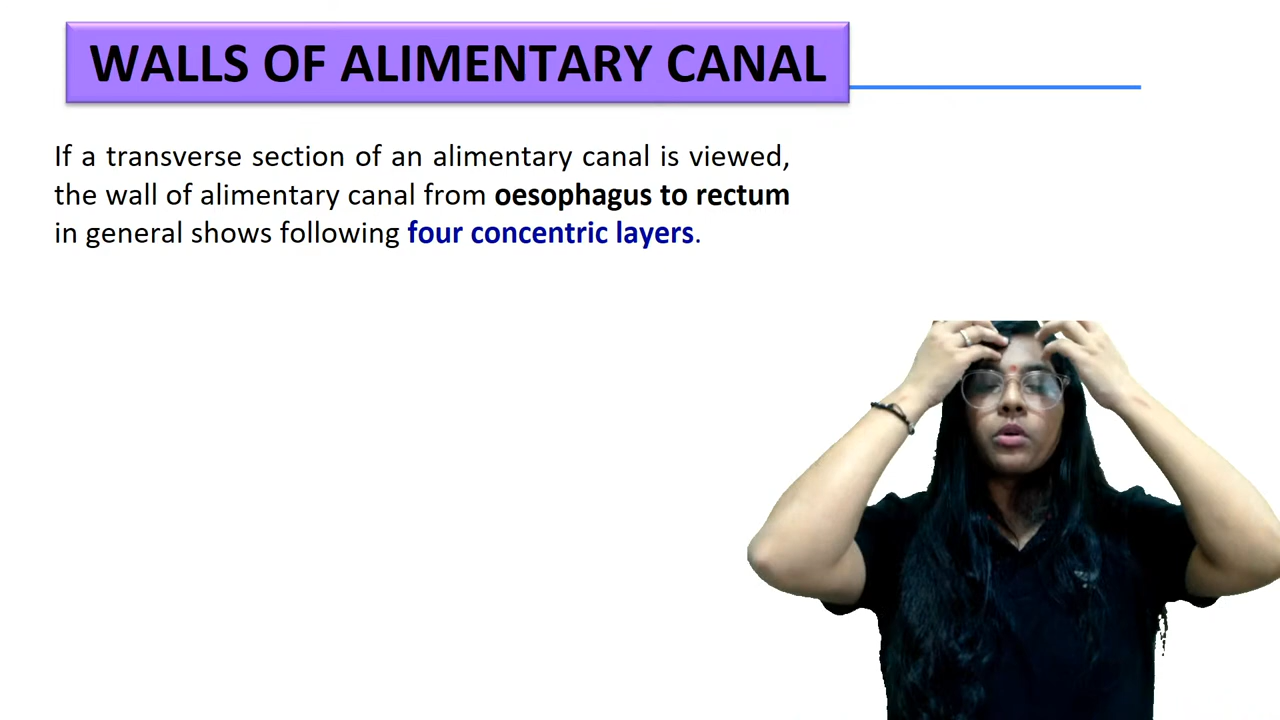 WALLS OF ALIMENTARY CANAL
If a transverse section of an alimentary canal is viewed,
the wall of alimentary canal from oesophagus to rectum
in general shows following four concentric layers.